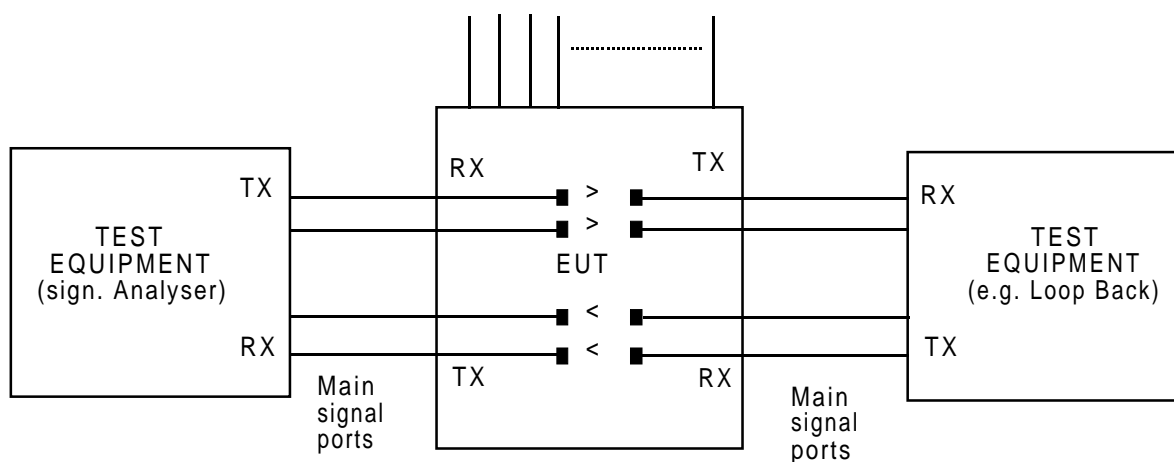 RX
TX
TX
>
RX
>
TEST
EQUIPMENT
(sign. Analyser)
EUT
TEST
EQUIPMENT
(e.g. Loop Back)
<
RX
<
TX
TX
RX
Main
signal
ports
Main
signal
ports